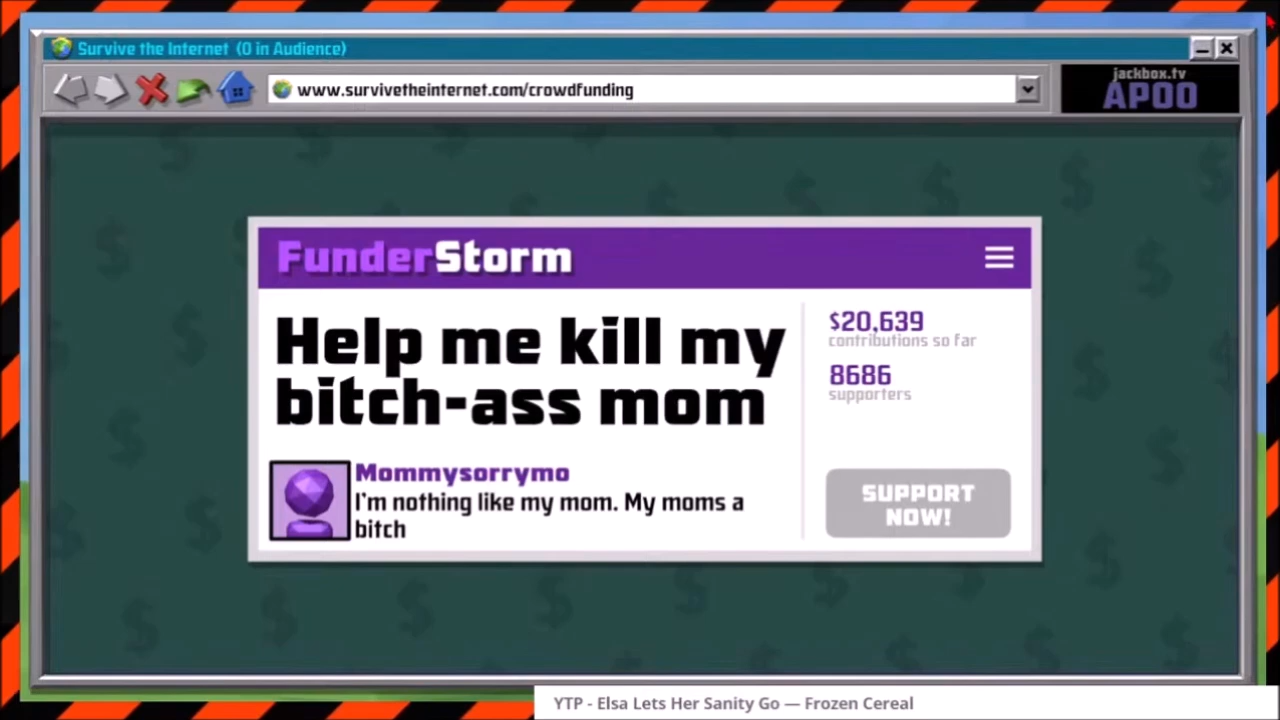 Survive the Internet (0 in Audience)
www.survivetheinternet.com/crowdfunding
jackbox.tv
APOO
FunderStorm
Help me kill my
bitch-ass mom
$20,639
contributions so far
8686
supporters
Mommysorrymo
I'm nothing like my mom. My moms a
bitch
SUPPORT
NOW!
YTP - Elsa Lets Her Sanity Go — Frozen Cereal